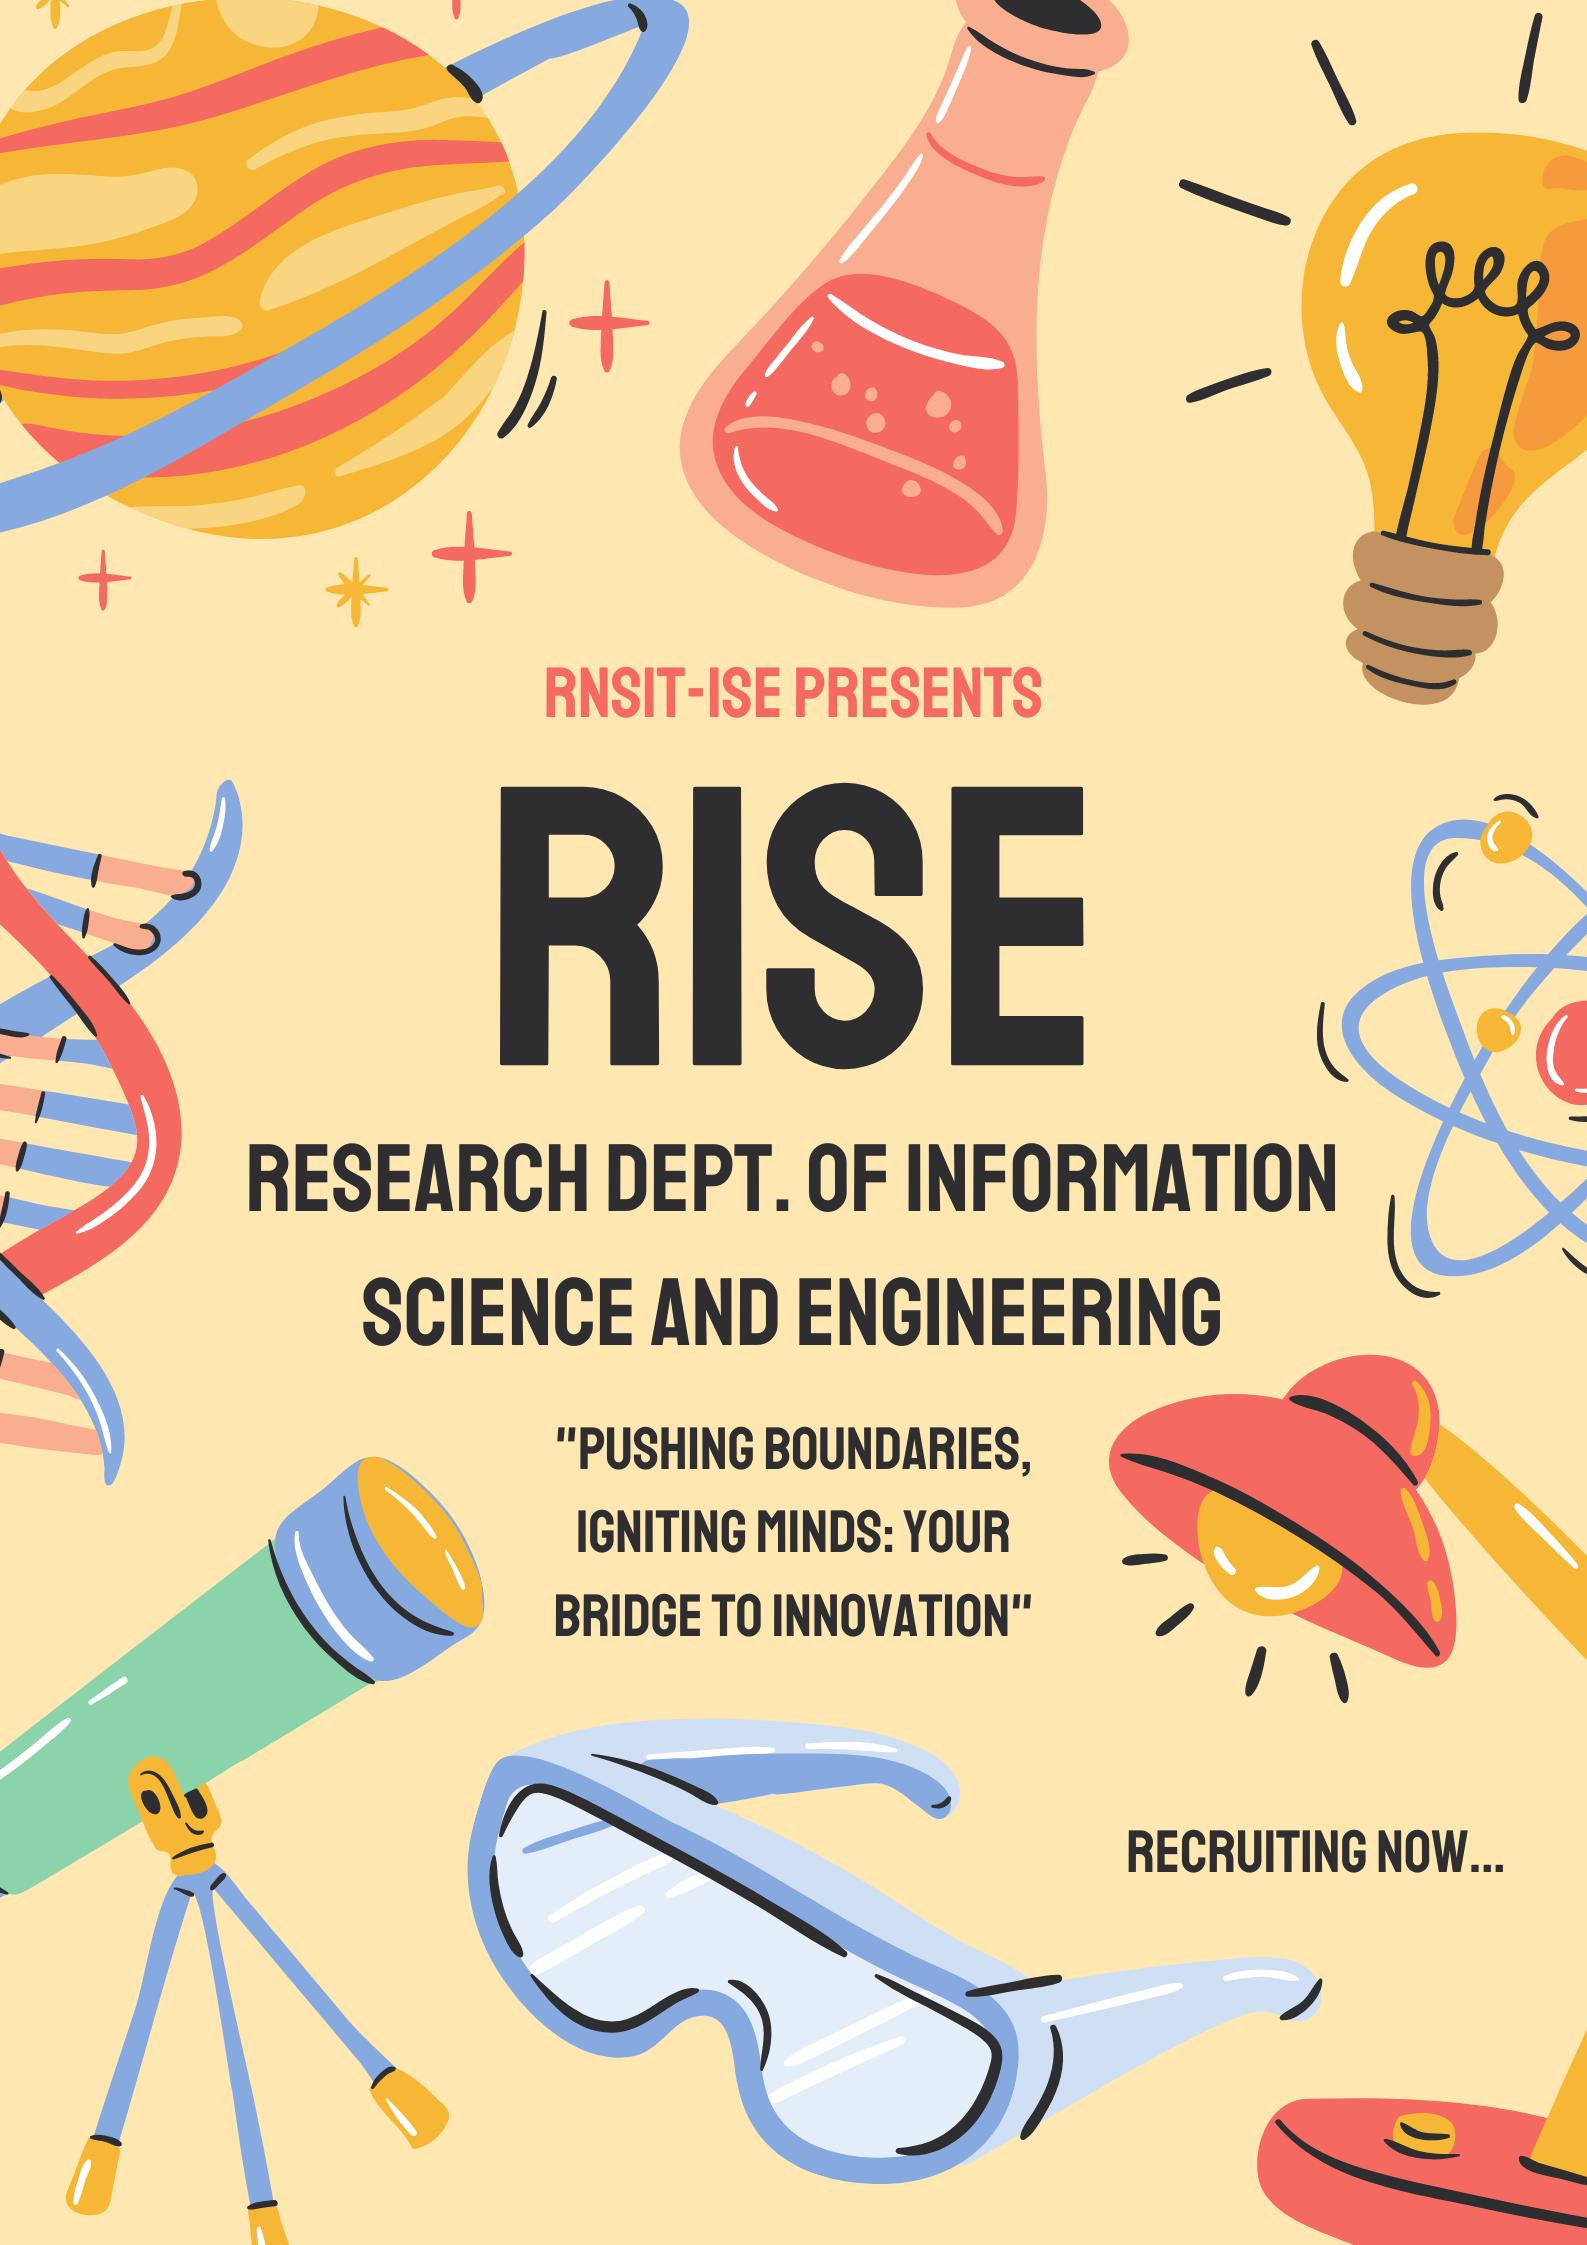 RNSIT-ISE PRESENTS
RISE
RESEARCH DEPT. OF INFORMATION
SCIENCE AND ENGINEERING
"PUSHING BOUNDARIES,
IGNITING MINDS: YOUR
BRIDGE TO INNOVATION"
RECRUITING NOW...